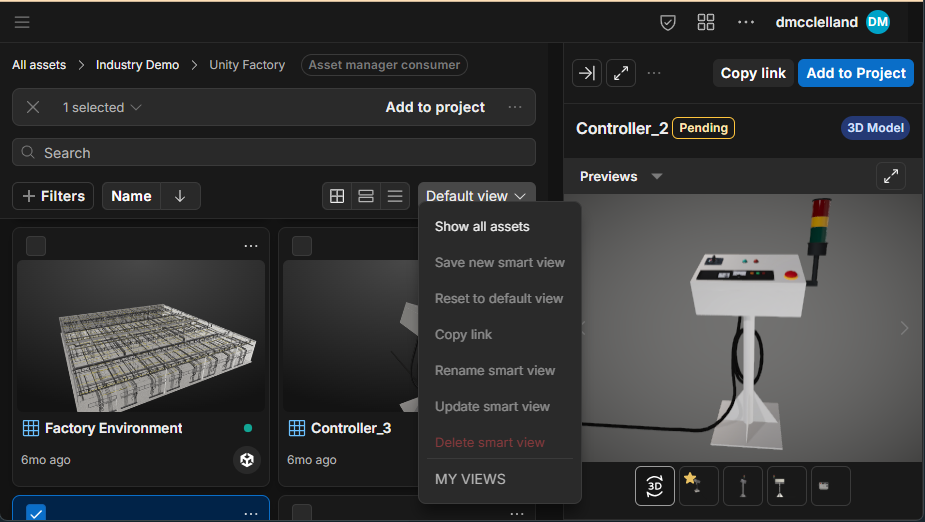 dmcclelland DM
All assets > Industry Demo > Unity Factory Asset manager consumer
Copy link Add to Project
1 selected Add to project
Controller_2 Pending 3D Model
Search
Previews
Filters Name Default view
Show all assets
Save new smart view
Reset to default view
Copy link
Rename smart view
Update smart view
Delete smart view
MY VIEWS
Factory Environment
6mo ago
Controller_3
6mo ago
3D